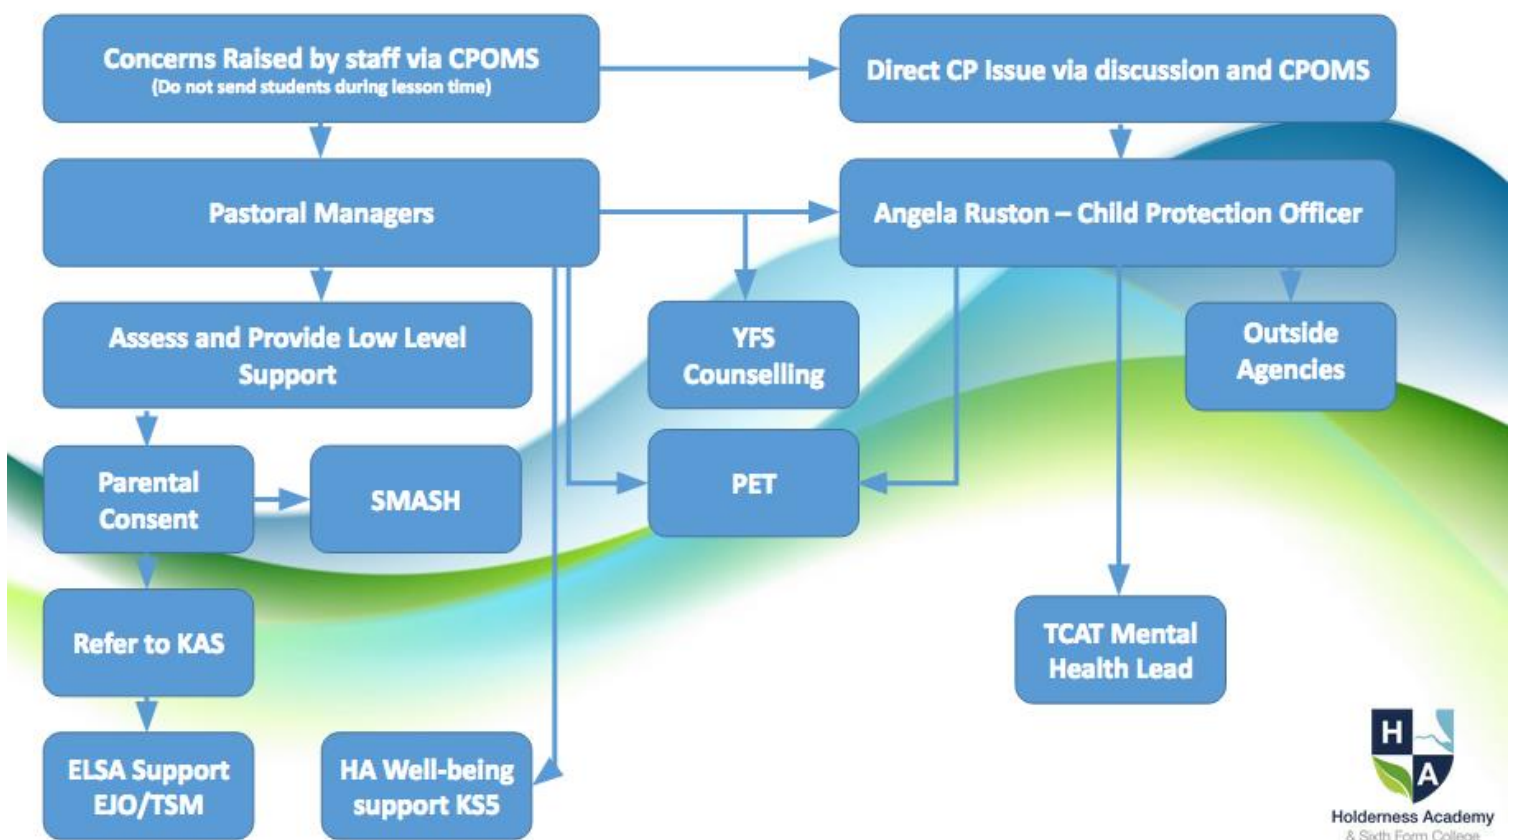 Concerns Raised by staff via CPOMS
(Do not send students during lesson time)
Direct CP Issue via discussion and CPOMS
Pastoral Managers
Angela Ruston – Child Protection Officer
Assess and Provide Low Level
Support
YFS
Counselling
Outside
Agencies
Parental
Consent
SMASH
PET
Refer to KAS
TCAT Mental
Health Lead
ELSA Support
EJO/TSM
HA Well-being
support KS5
H
A
Holderness Academy
& Sixth Form College